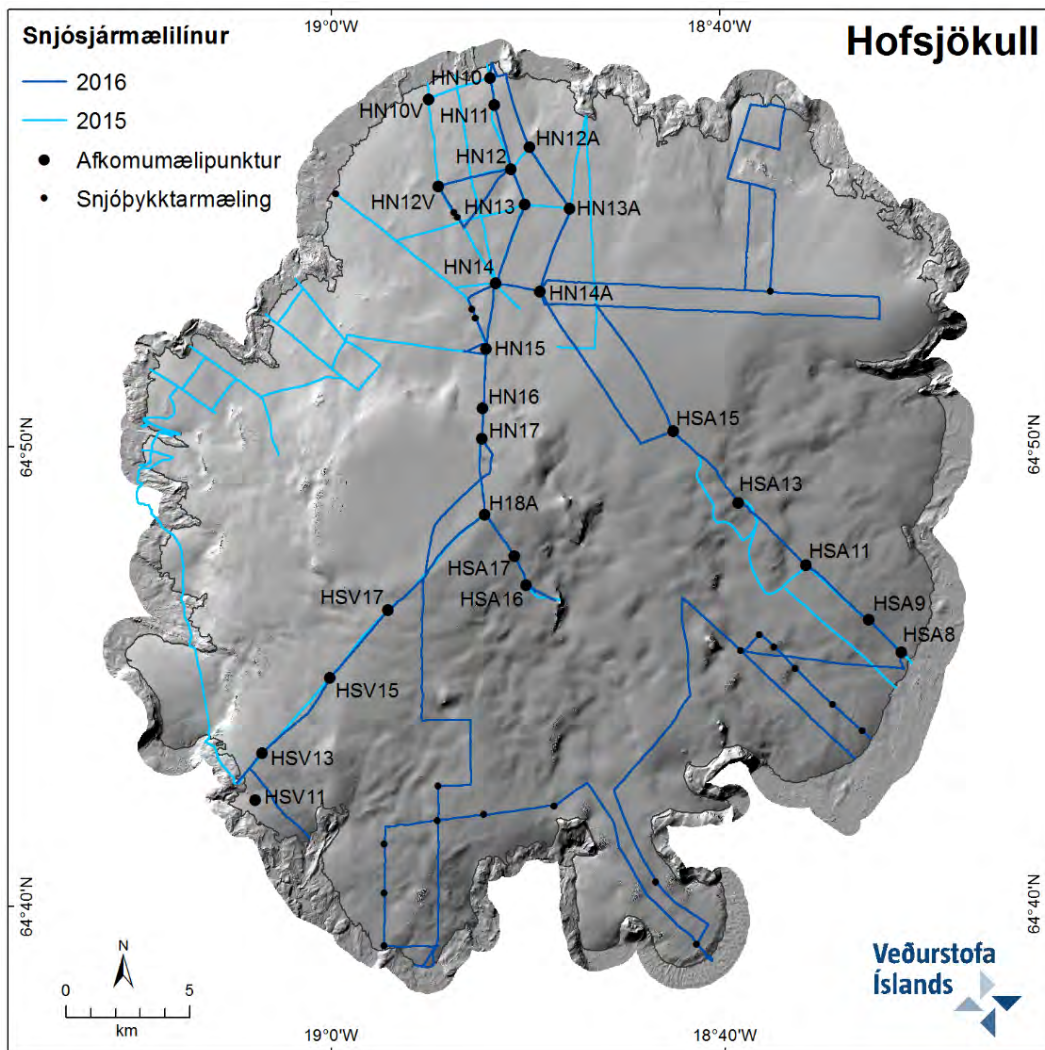 19°0'W
18°40'W
Snjósjármælilínur
2016
2015
Afkomumælipunktur
Snjóþykktarmæling
Hofsjökull
HN10
HN10V
HN11
HN12A
HN12
HN12V
HN13
HN13A
HN14
HN14A
HN15
HN16
HSA15
HN17
64°50'N
64°50'N
HSA13
H18A
HSA11
HSA17
HSA16
HSV17
HSA9
HSA8
HSV15
HSV13
HSV11
64°40'N
64°40'N
N
0 5
km
Veðurstofa
Íslands
19°0'W
18°40'W